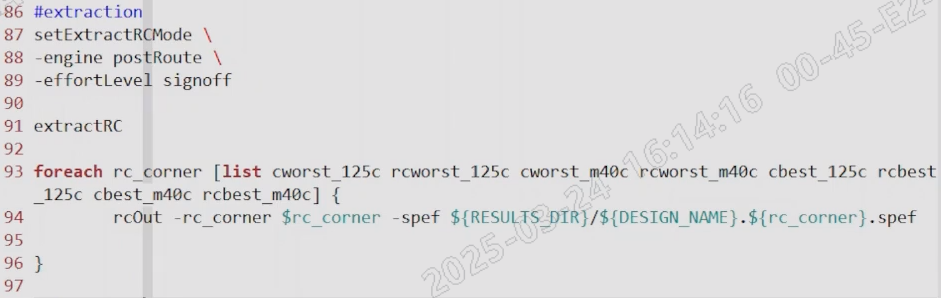 86 #extraction
87 setExtractRCMode \
88 -engine postRoute \
89 -effortLevel signoff
90
91 extractRC
92
93 foreach rc_corner [list cworst_125c rcworst_125c cworst_m40c rcworst_m40c cbest_125c rcbest
_125c cbest_m40c rcbest_m40c] {
94 rcOut -rc_corner $rc_corner -spef ${RESULTS_DIR}/${DESIGN_NAME}.${rc_corner}.spef
95
96 }
97
2025-03-24 16:14:16 00-45-E2-